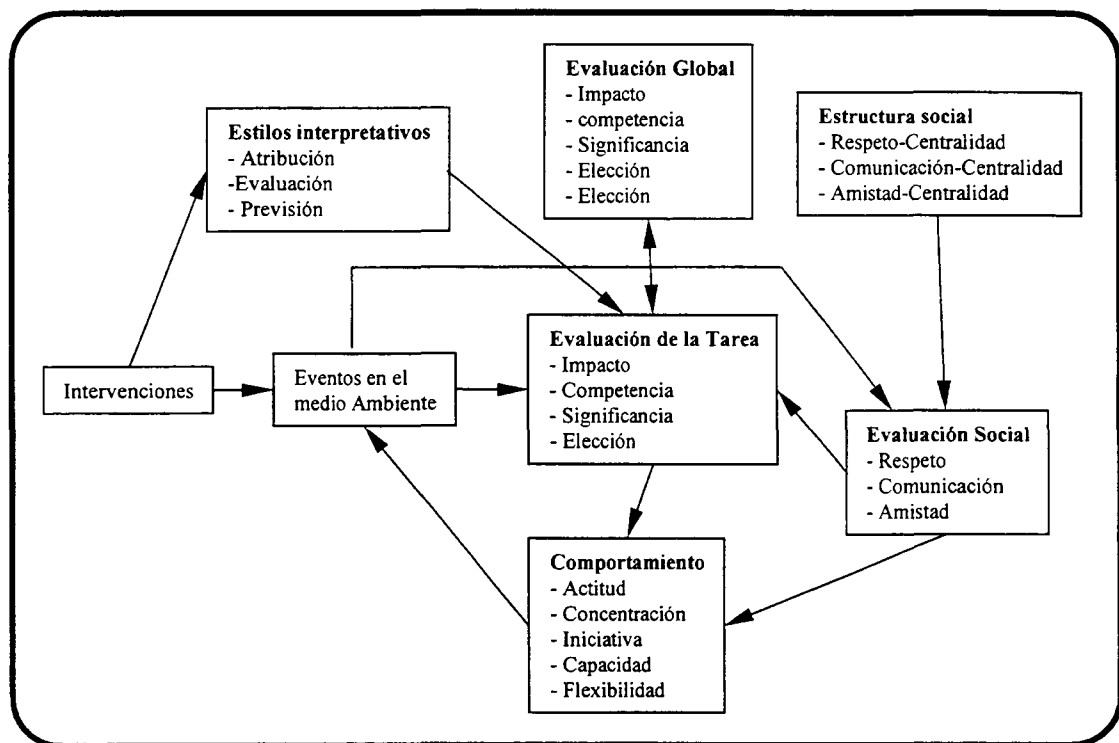 Evaluación Global
- Impacto
- competencia
- Significancia
- Elección
- Elección
Estructura social
- Respeto-Centralidad
- Comunicación-Centralidad
- Amistad-Centralidad
Estilos interpretativos
- Atribución
-Evaluación
- Previsión
Evaluación de la Tarea
- Impacto
- Competencia
- Significancia
- Elección
Intervenciones
Eventos en el
medio Ambiente
Evaluación Social
- Respeto
- Comunicación
- Amistad
Comportamiento
- Actitud
- Concentración
- Iniciativa
- Capacidad
- Flexibilidad